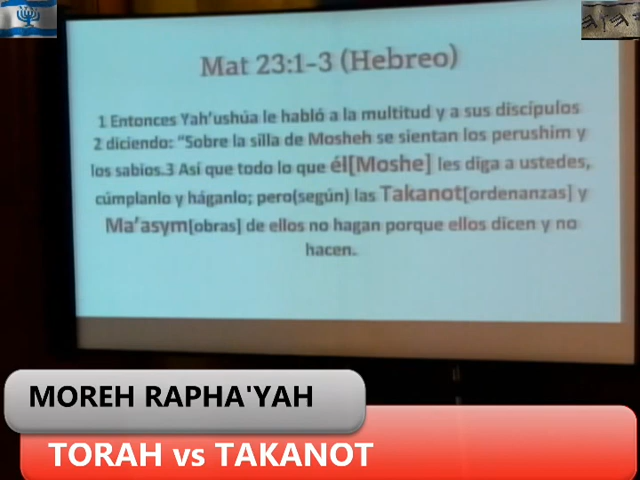 Mat 23:1-3 (Hebreo)
1 Entonces Yah'ushúa le habló a la multitud y a sus discípulos
2 diciendo: "Sobre la silla de Mosheh se sientan los perushim y
los sabios.3 Así que todo lo que él[Moshe] les diga a ustedes,
cúmplanlo y háganlo; pero(según) las Takanot[ordenanzas] y
Ma'asym[obras] de ellos no hagan porque ellos dicen y no
hacen.
MOREH RAPHA'YAH
TORAH vs TAKANOT